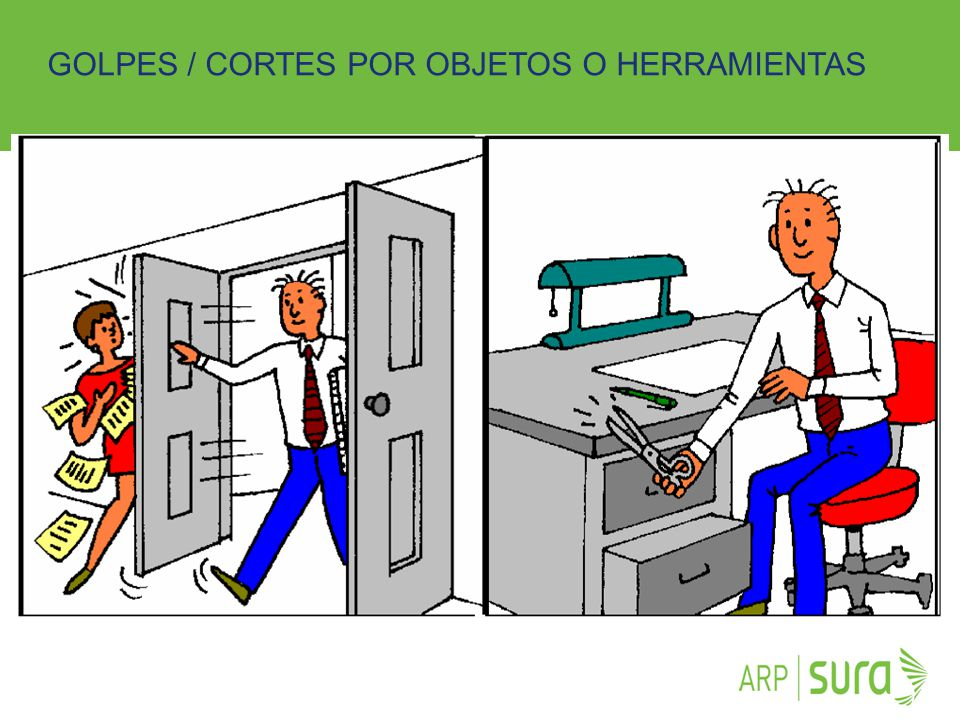 GOLPES / CORTES POR OBJETOS O HERRAMIENTAS
ARP sura